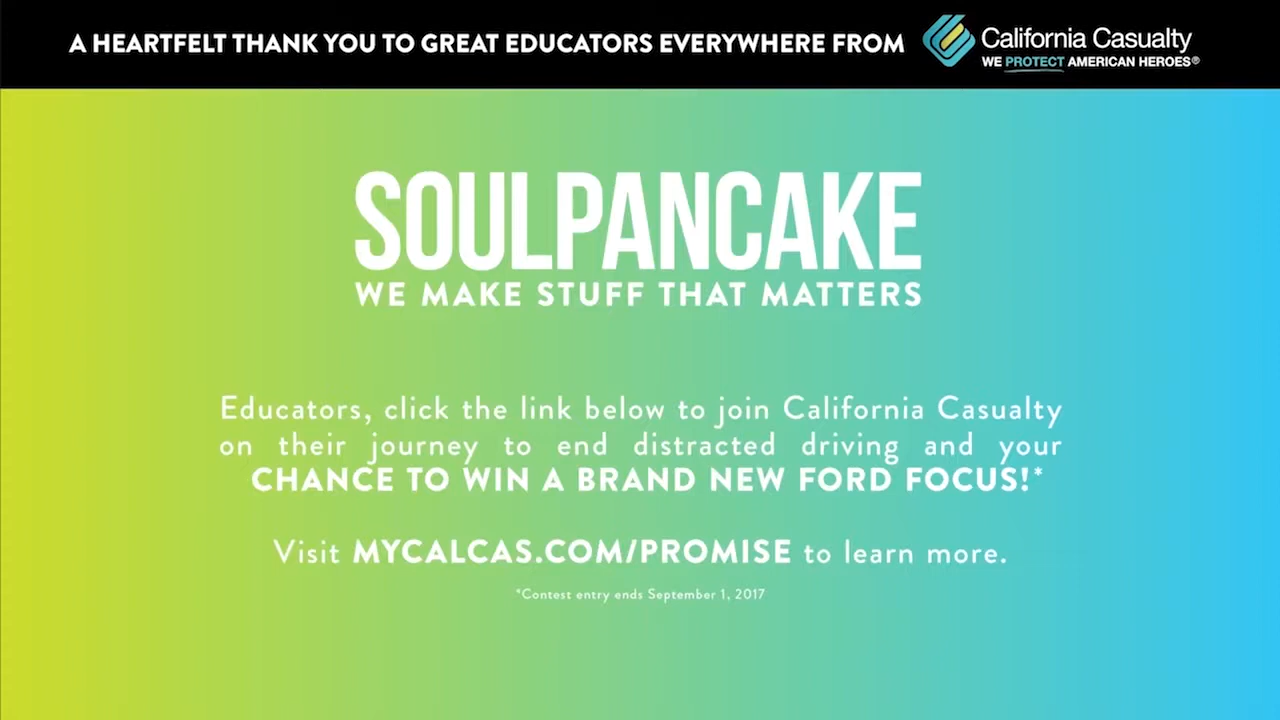 A HEARTFELT THANK YOU TO GREAT EDUCATORS EVERYWHERE FROM
California Casualty
WE PROTECT AMERICAN HEROES®
SOULPANCAKE
WE MAKE STUFF THAT MATTERS
Educators, click the link below to join California Casualty
on their journey to end distracted driving and your
CHANCE TO WIN A BRAND NEW FORD FOCUS!*
Visit MYCALCAS.COM/PROMISE to learn more.
*Contest entry ends September 1, 2017